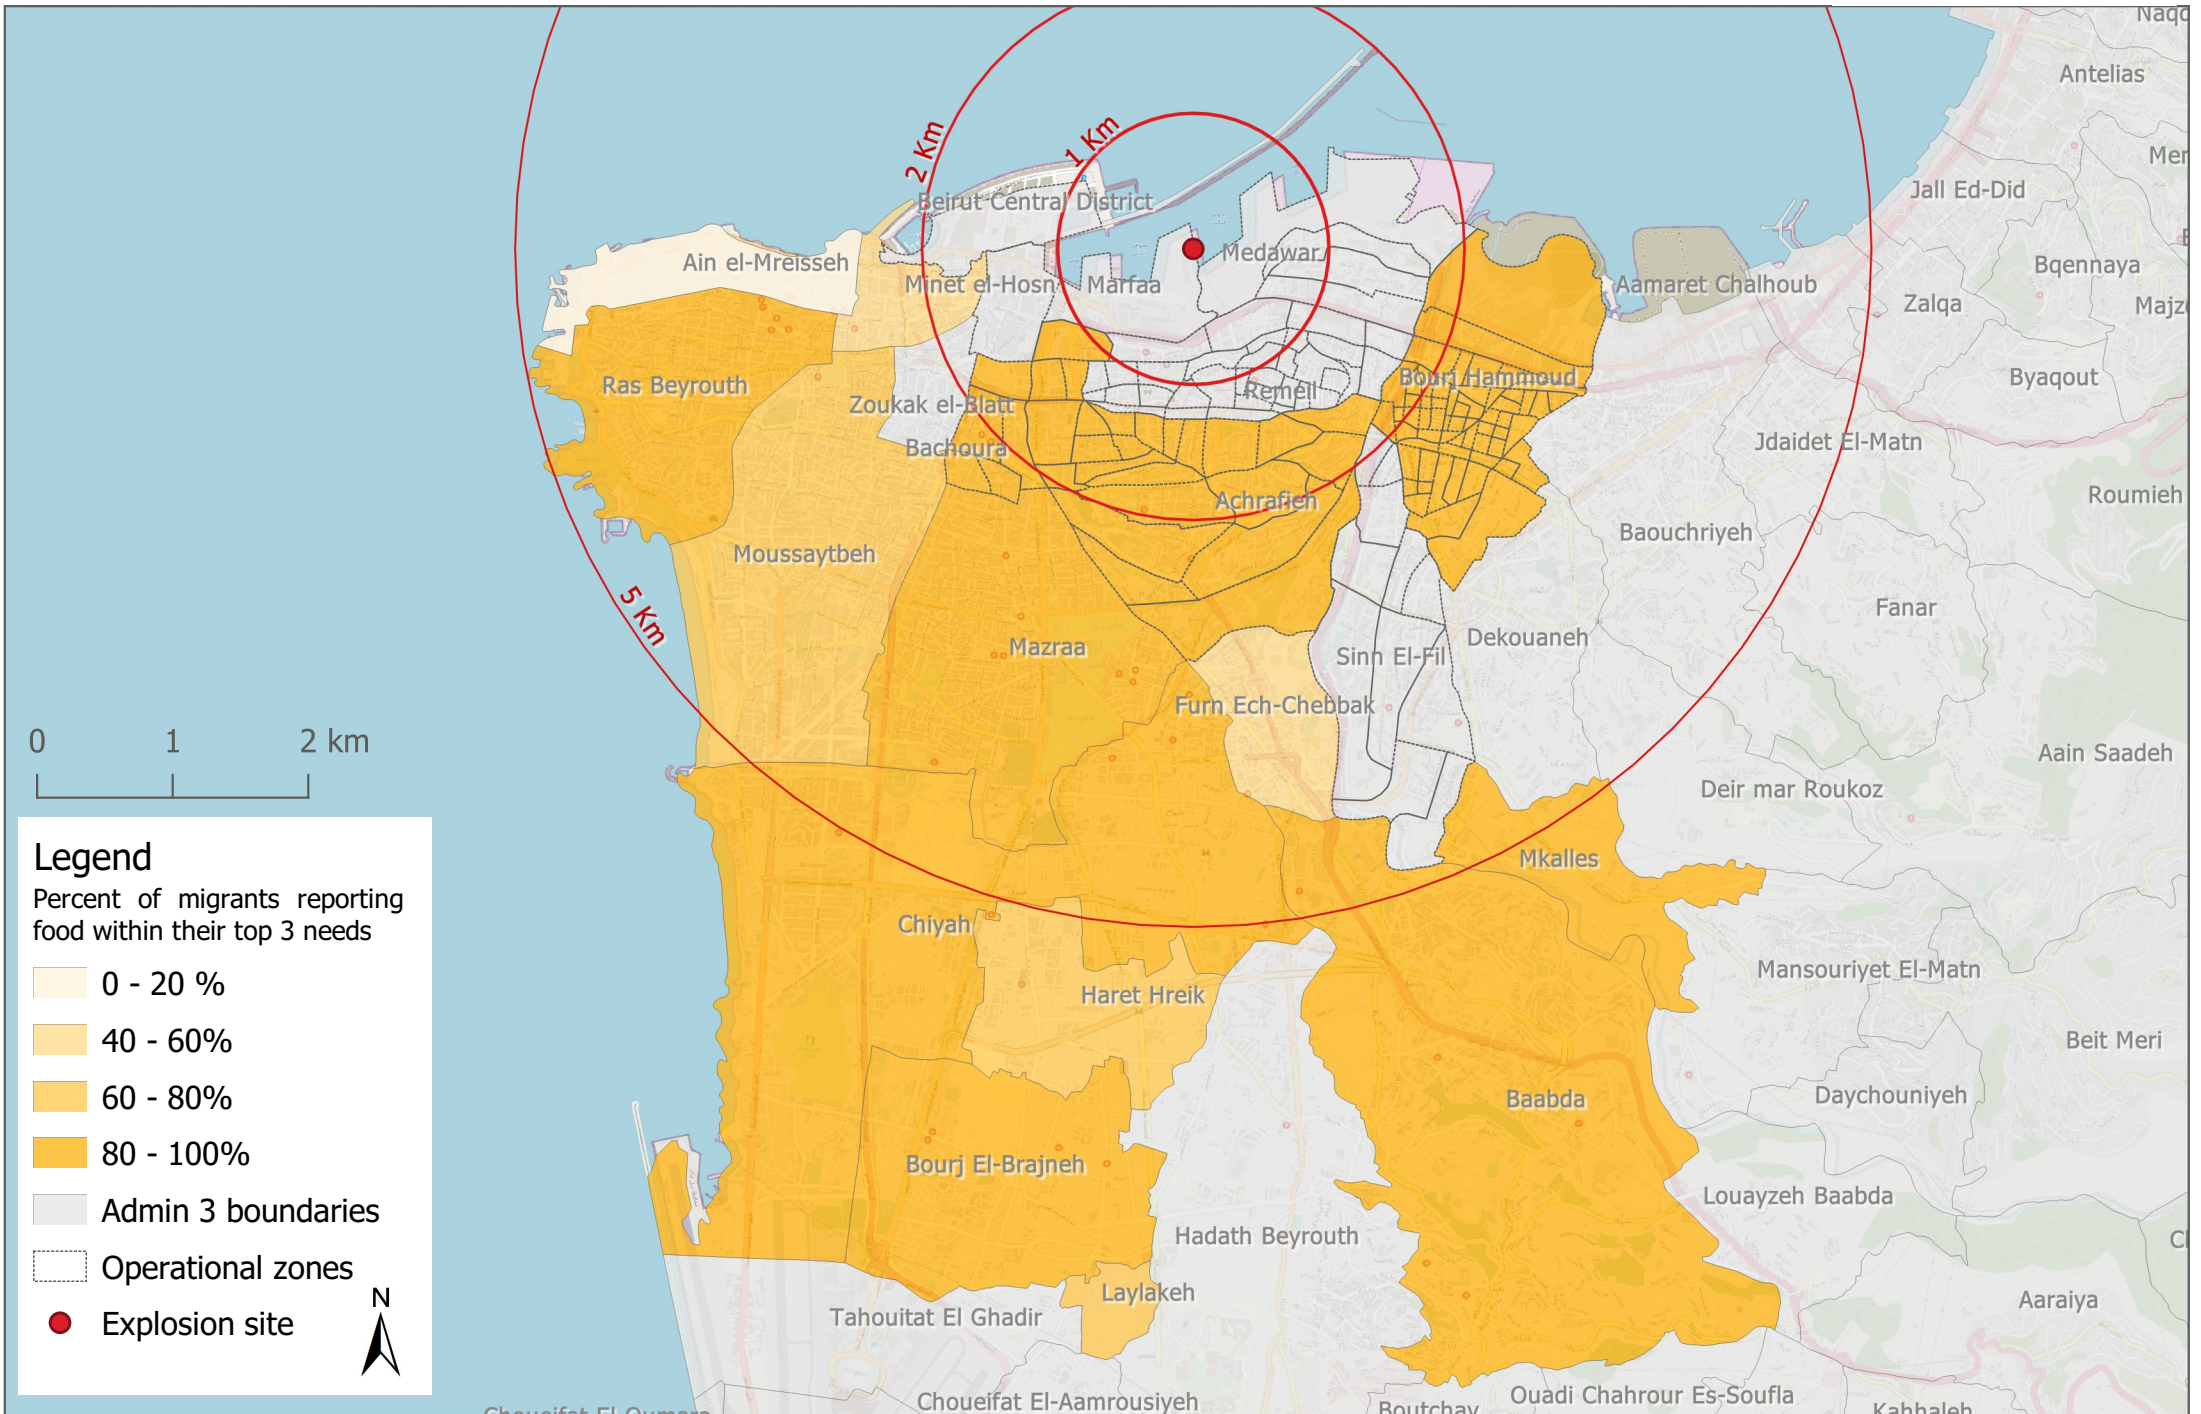 Naqc
Antelias
Mer
2 Km
1 Km
Jall Ed-Did
Beirut Central District
Ain el-Mreisseh
Medawar
Bqennaya
Minet el-Hosn
Marfaa
Aamaret Chalhoub
Zalqa
Majz
Ras Beyrouth
Remeil
Bourj Hammoud
Byaqout
Zoukak el-Blatt
Bachoura
Jdaidet El-Matn
Achrafieh
Roumieh
Baouchriyeh
Moussaytbeh
5 Km
Fanar
Mazraa
Sinn El-Fil
Dekouaneh
Furn Ech-Chebbak
0 1 2 km
Aain Saadeh
Deir mar Roukoz
Mkalles
Legend
Percent of migrants reporting
food within their top 3 needs
0 - 20 %
40 - 60%
60 - 80%
80 - 100%
Admin 3 boundaries
Operational zones
Explosion site
N
Chiyah
Mansouriyet El-Matn
Haret Hreik
Beit Meri
Baabda
Daychouniyeh
Bourj El-Brajneh
Louayzeh Baabda
Hadath Beyrouth
Laylakeh
Aaraiya
Tahouitat El Ghadir
Choueifat El-Aamrousiyeh
Ouadi Chahrour Es-Soufla
Boutchay
Kahhaleh
Choueifat El-Oumara